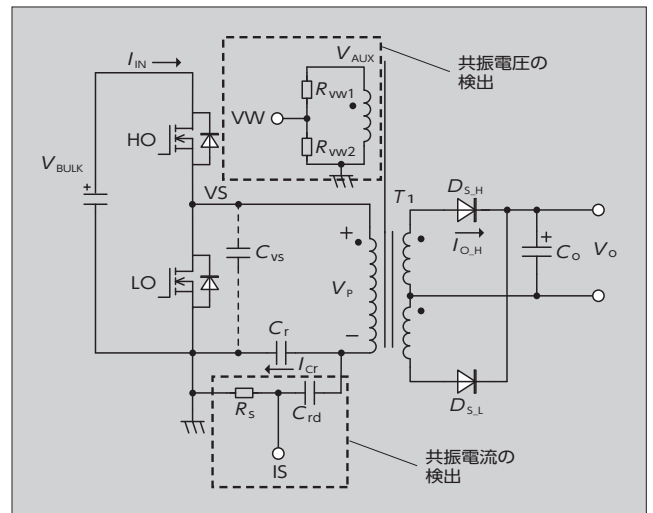 I_IN
V_AUX
共振電圧の
検出
R_vw1
VW
HO
R_vw2
V_BULK
VS
T1
D_S_H
I_O_H
C_vs
C_o
V_o
LO
V_P
+
−
C_r
I_Cr
R_s
C_rd
D_S_L
IS
共振電流の
検出